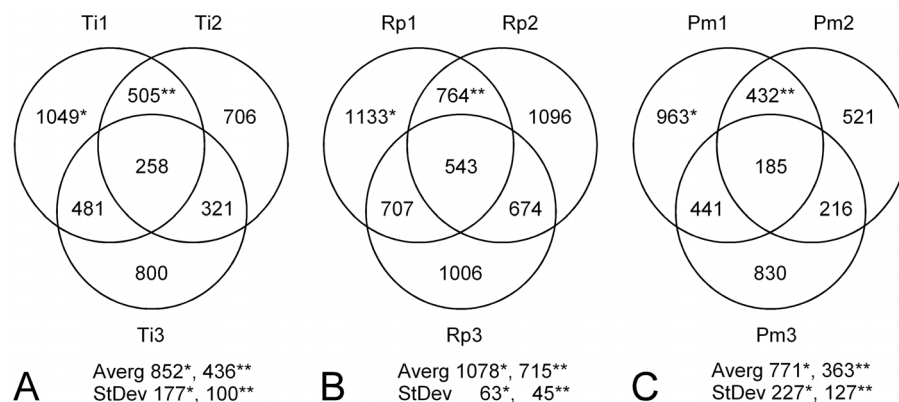 Ti1 Ti2 Rp1 Rp2 Pm1 Pm2
505** 764** 432**
1049* 706 1133* 1096 963* 521
258 543 185
481 321 707 674 441 216
800 1006 830
Ti3 Rp3 Pm3
A Averg 852*, 436**
StDev 177*, 100**
B Averg 1078*, 715**
StDev 63*, 45**
C Averg 771*, 363**
StDev 227*, 127**